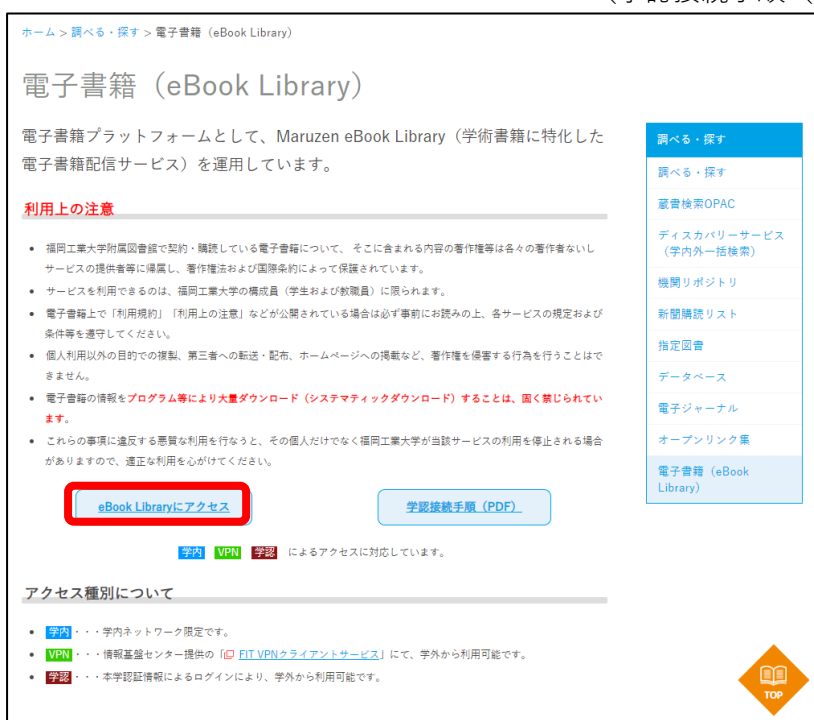 ホーム > 調べる・探す > 電子書籍（eBook Library）
電子書籍（eBook Library）
電子書籍プラットフォームとして、Maruzen eBook Library（学術書籍に特化した
電子書籍配信サービス）を運用しています。
利用上の注意
• 福岡工業大学附属図書館で契約・購読している電子書籍について、 そこに含まれる内容の著作権等は各々の著作者ないし
サービスの提供者等に帰属し、著作権法および国際条約によって保護されています。
• サービスを利用できるのは、福岡工業大学の構成員（学生および教職員）に限られます。
• 電子書籍上で「利用規約」「利用上の注意」などが公開されている場合は必ず事前にお読みの上、各サービスの規定および
条件等を遵守してください。
• 個人利用以外の目的での複製、第三者への転送・配布、ホームページへの掲載など、著作権を侵害する行為を行うことはで
きません。
• 電子書籍の情報をプログラム等により大量ダウンロード（システマティックダウンロード）することは、固く禁じられてい
ます。
• これらの事項に違反する悪質な利用を行なうと、その個人だけでなく福岡工業大学が当該サービスの利用を停止される場合
がありますので、適正な利用を心がけてください。
eBook Libraryにアクセス
学認接続手順（PDF）
学内 VPN 学認 によるアクセスに対応しています。
アクセス種別について
• 学内・・・学内ネットワーク限定です。
• VPN・・・情報基盤センター提供の「FIT VPNクライアントサービス」にて、学外から利用可能です。
• 学認・・・本学認証情報によるログインにより、学外から利用可能です。
調べる・探す
調べる・探す
蔵書検索OPAC
ディスカバリーサービス
（学内外一括検索）
機関リポジトリ
新聞購読リスト
指定図書
データベース
電子ジャーナル
オープンリンク集
電子書籍（eBook
Library）
TOP